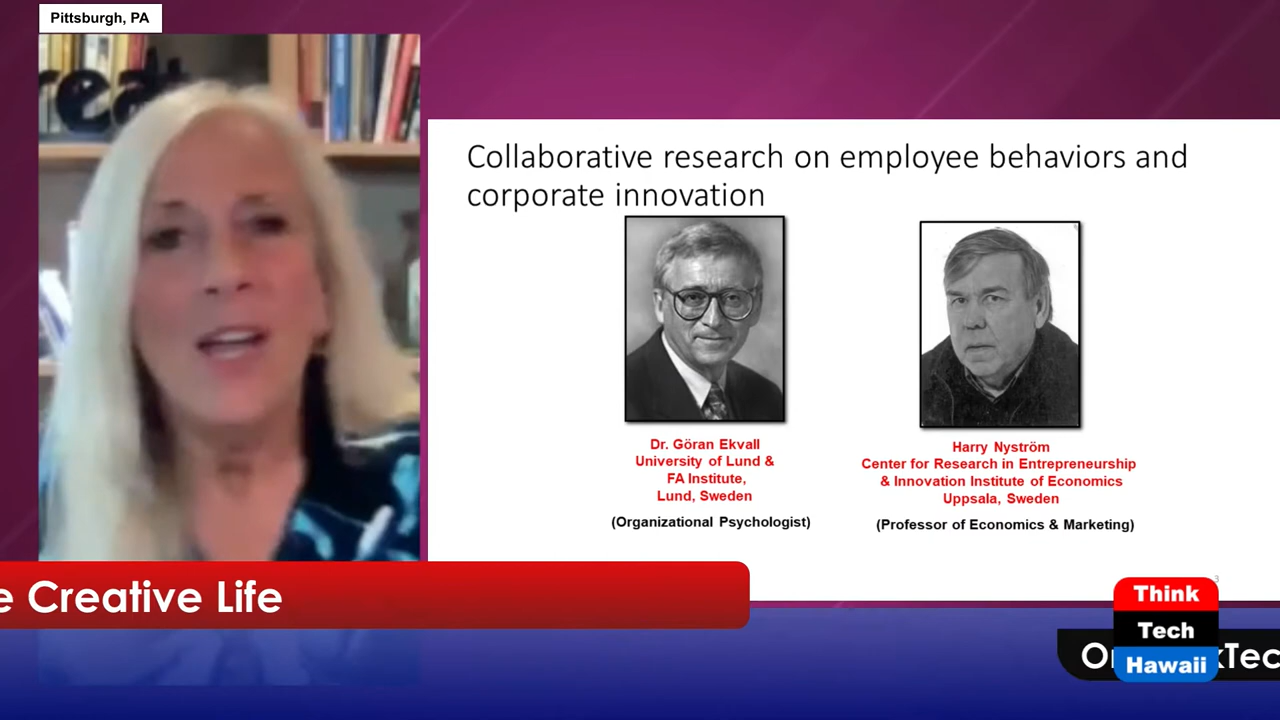 Pittsburgh, PA
Collaborative research on employee behaviors and
corporate innovation
Dr. Göran Ekvall
University of Lund &
FA Institute,
Lund, Sweden
(Organizational Psychologist)
Harry Nyström
Center for Research in Entrepreneurship
& Innovation Institute of Economics
Uppsala, Sweden
(Professor of Economics & Marketing)
3
e Creative Life
Think
Tech
Hawaii